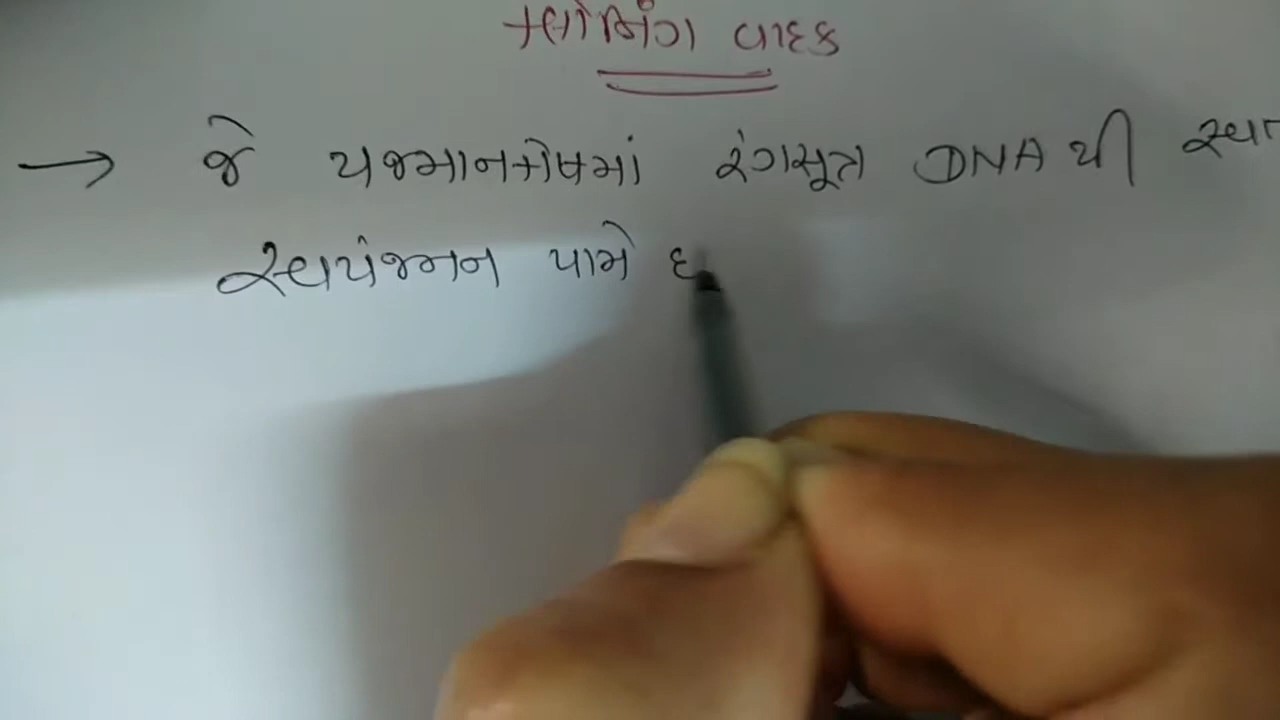 ક્લોનિંગ વાહક
→ જે યજમાનકોષમાં રંગસૂત્ર DNA થી
સ્વયંજનન પામે